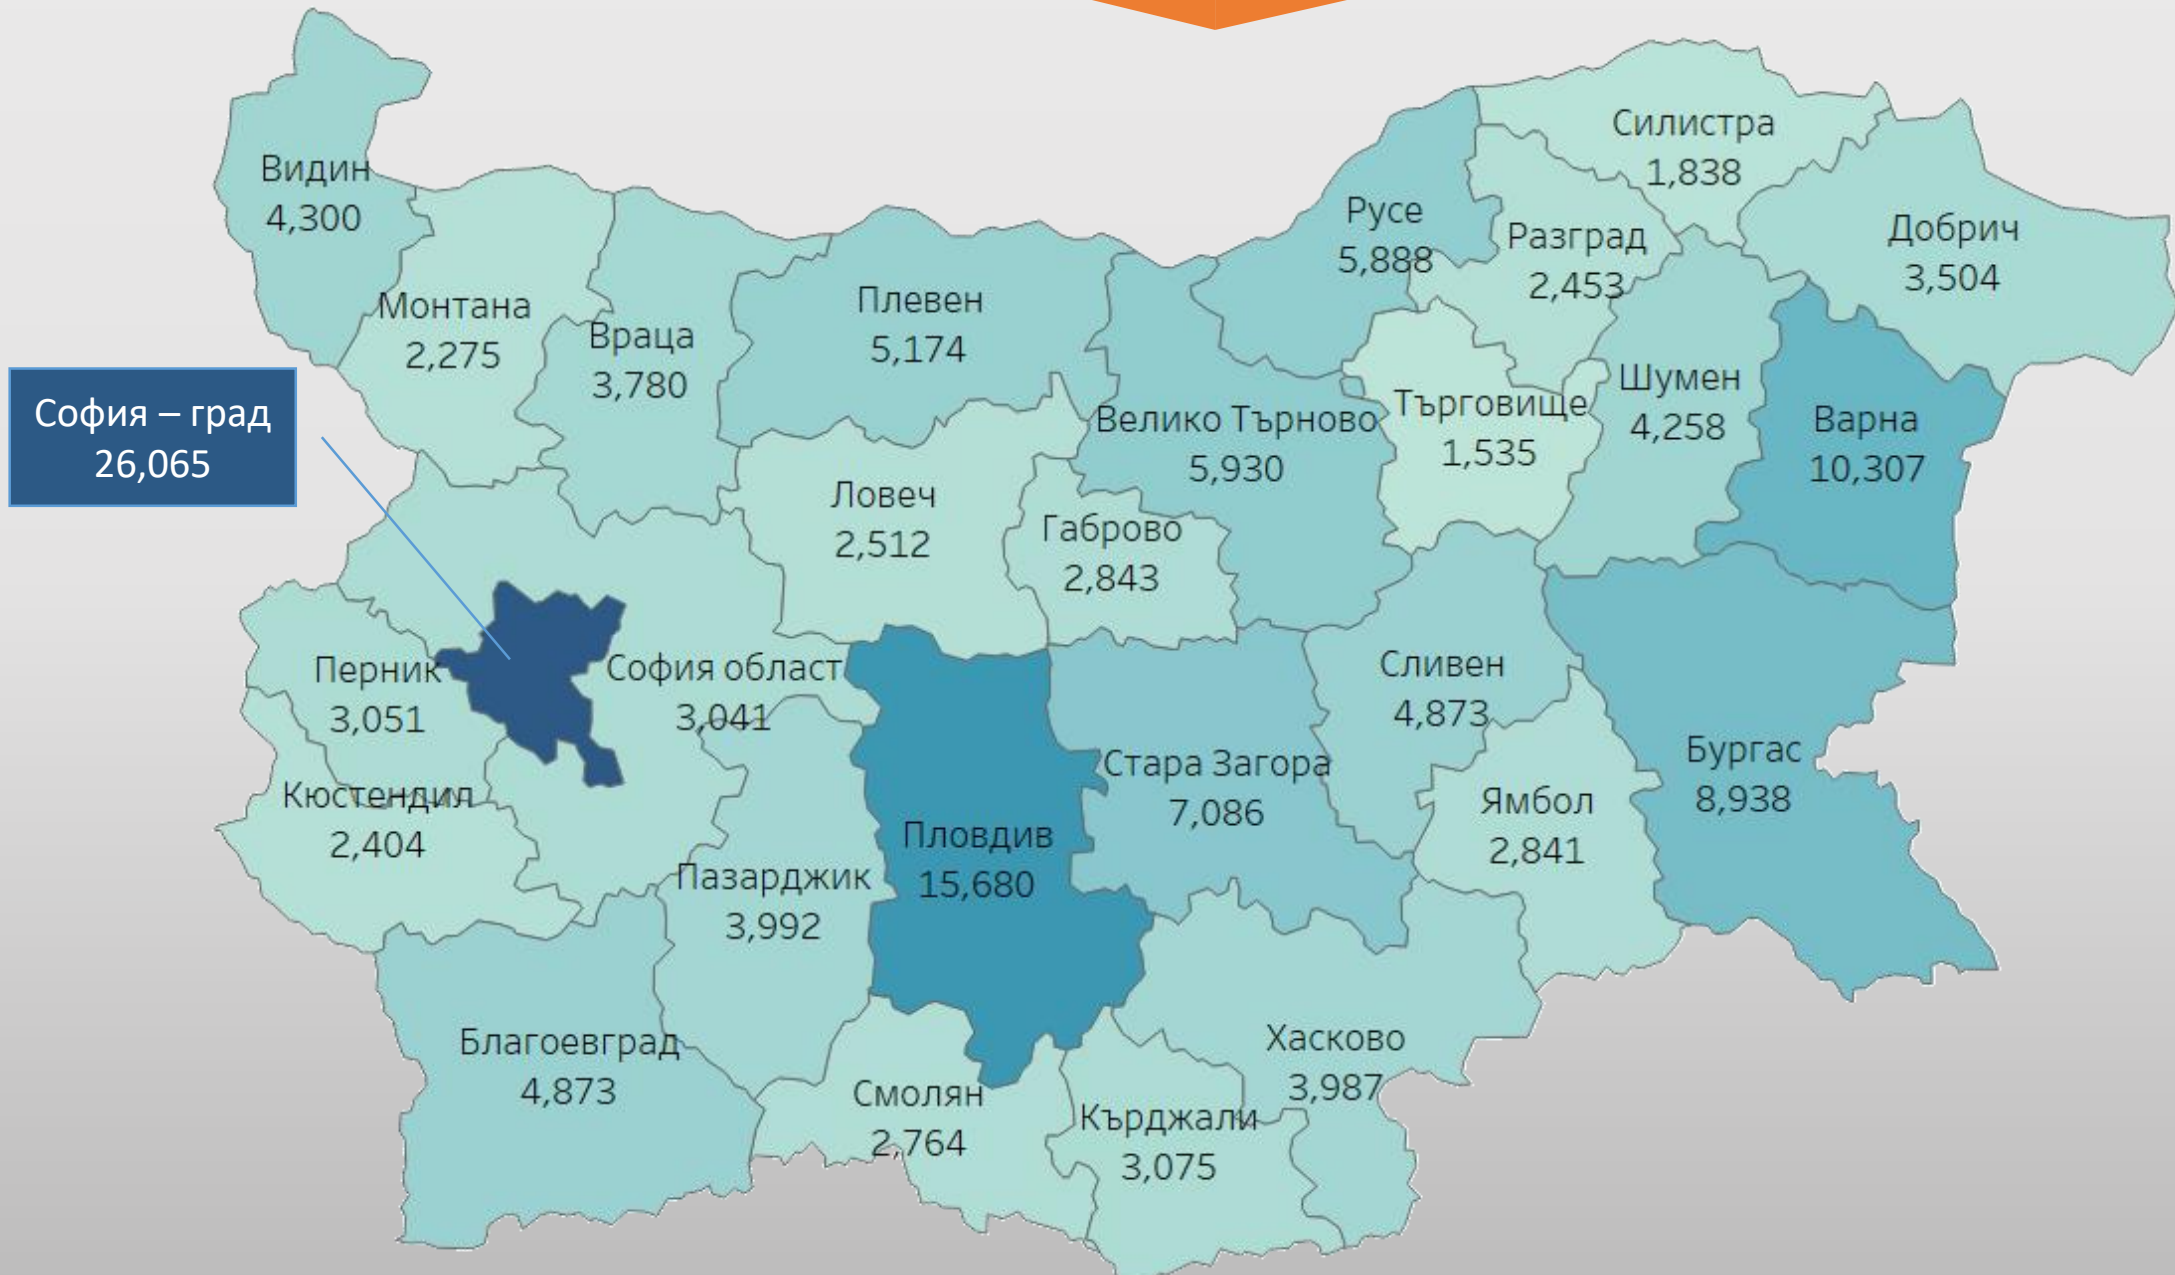 Силистра
1,838
Видин
4,300
Русе
5,888
Разград
2,453
Добрич
3,504
Монтана
2,275
Враца
3,780
Плевен
5,174
Велико Търново
5,930
Търговище
1,535
Шумен
4,258
Варна
10,307
София – град
26,065
Ловеч
2,512
Габрово
2,843
Перник
3,051
София област
3,041
Сливен
4,873
Кюстендил
2,404
Стара Загора
7,086
Ямбол
2,841
Бургас
8,938
Пловдив
15,680
Пазарджик
3,992
Благоевград
4,873
Хасково
3,987
Смолян
2,764
Кърджали
3,075